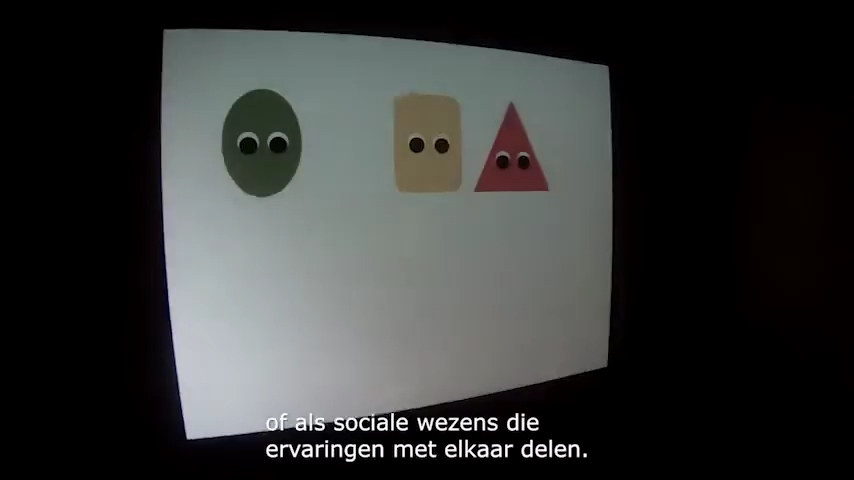 of als sociale wezens die
ervaringen met elkaar delen.